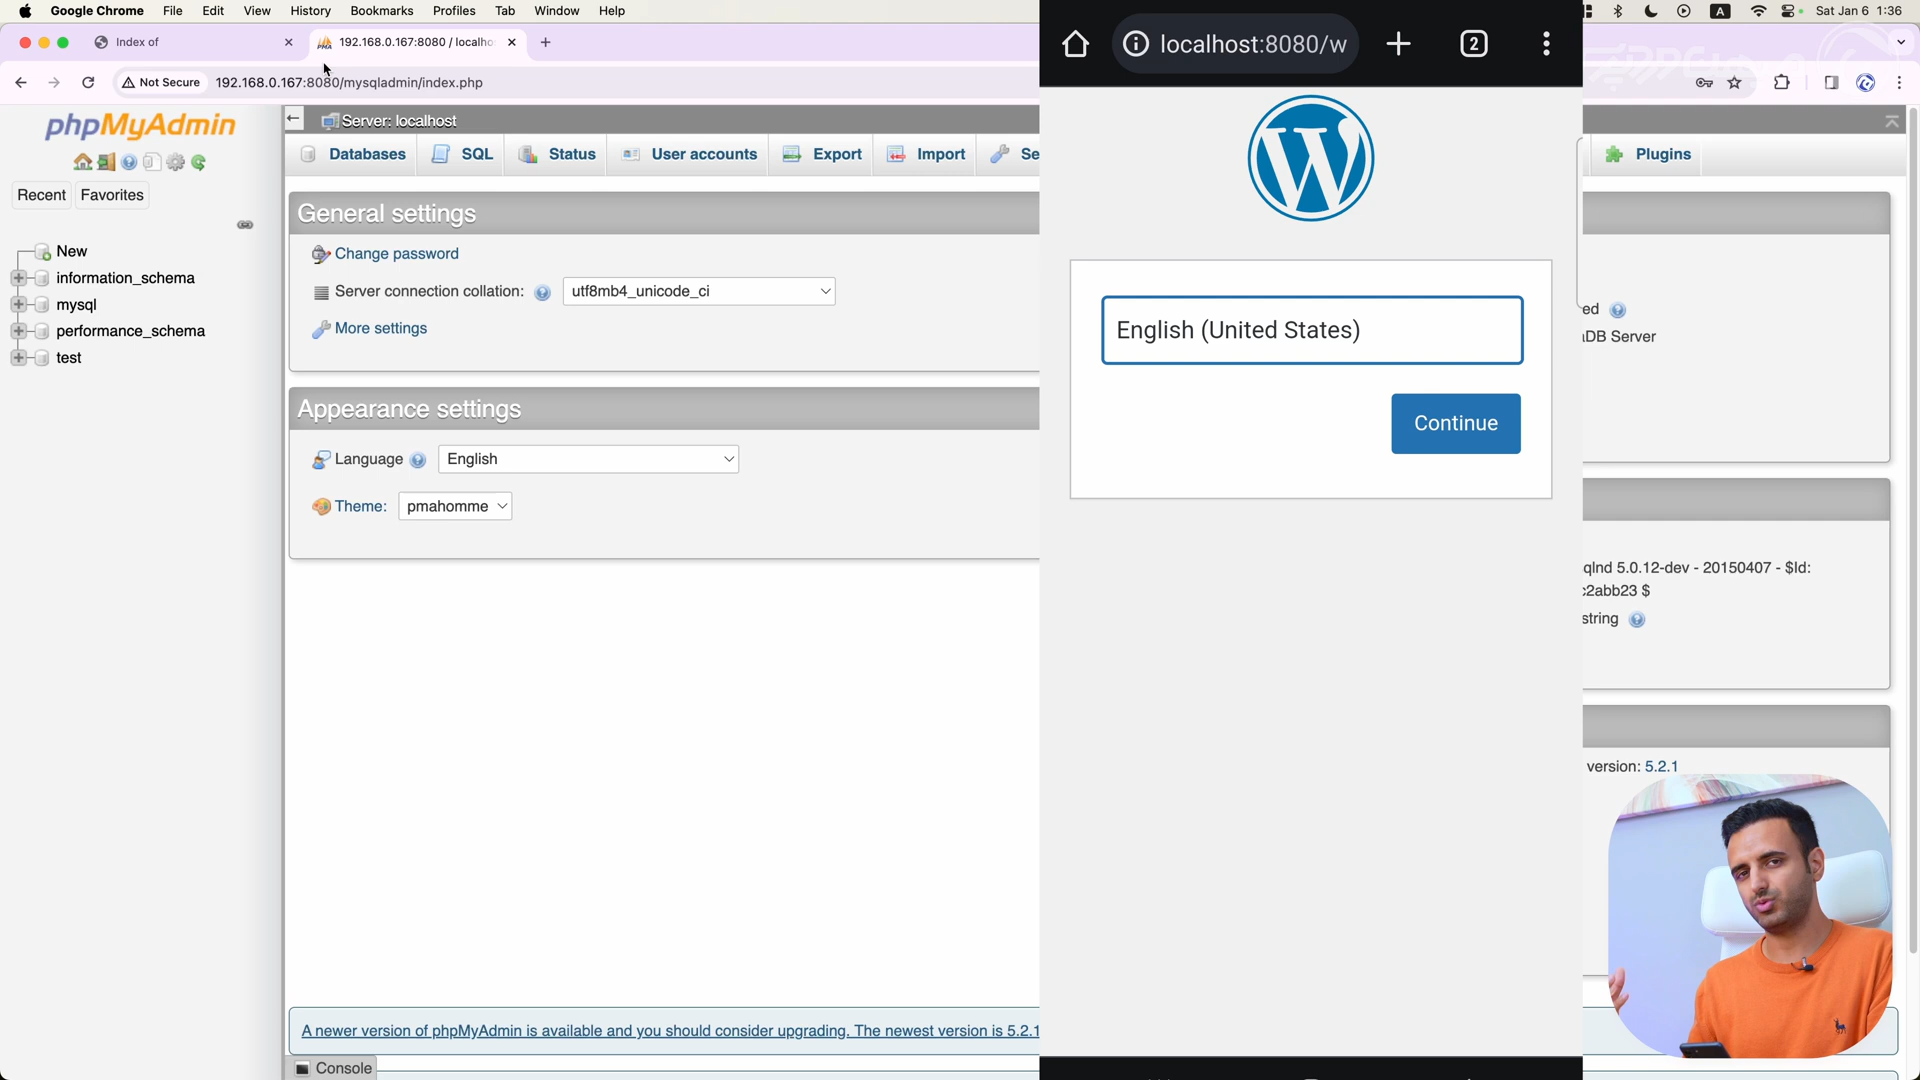 Google Chrome File Edit View History Bookmarks Profiles Tab Window Help
A Sat Jan 6 1:36
Index of
192.168.0.167:8080 / localho
Not Secure 192.168.0.167:8080/mysqladmin/index.php
phpMyAdmin
Recent Favorites
New
information_schema
mysql
performance_schema
test
Server: localhost
Databases SQL Status User accounts Export Import Se
Plugins
General settings
Change password
Server connection collation: utf8mb4_unicode_ci
More settings
Appearance settings
Language English
Theme: pmahomme
A newer version of phpMyAdmin is available and you should consider upgrading. The newest version is 5.2.1
Console
localhost:8080/w
2
W
English (United States)
Continue
ed
DB Server
qlnd 5.0.12-dev - 20150407 - $Id:
c2abb23 $
string
version: 5.2.1